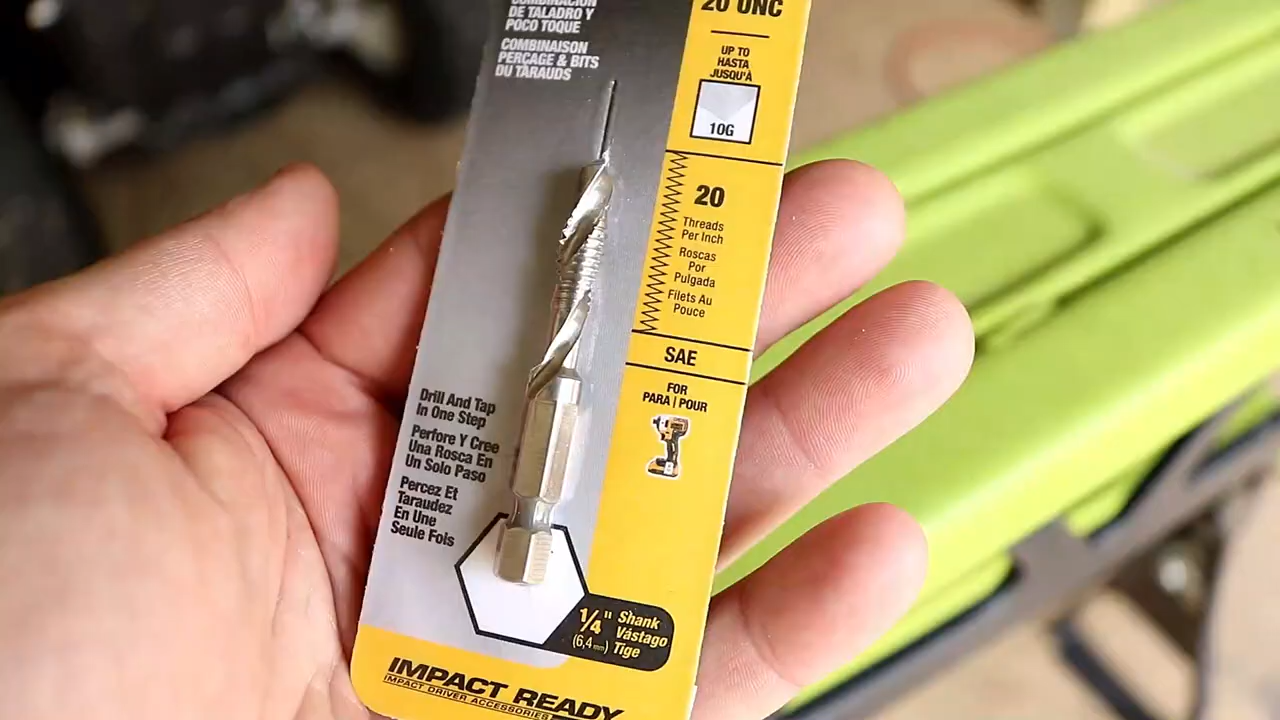 COMBINACIÓN
DE TALADRO Y
POCO TOQUE
COMBINAISON
PERÇAGE & BITS
DU TARAUDS
20 UNC
UP TO
HASTA
JUSQU'À
10G
20
Threads
Per Inch
Roscas
Por
Pulgada
Filets Au
Pouce
SAE
FOR
PARA | POUR
Drill And Tap
In One Step
Perfore Y Cree
Una Rosca En
Un Solo Paso
Percez Et
Taraudez
En Une
Seule Fois
1/4" Shank
(6,4 mm) Vástago
Tige
IMPACT READY
IMPACT DRIVER ACCESSORIES